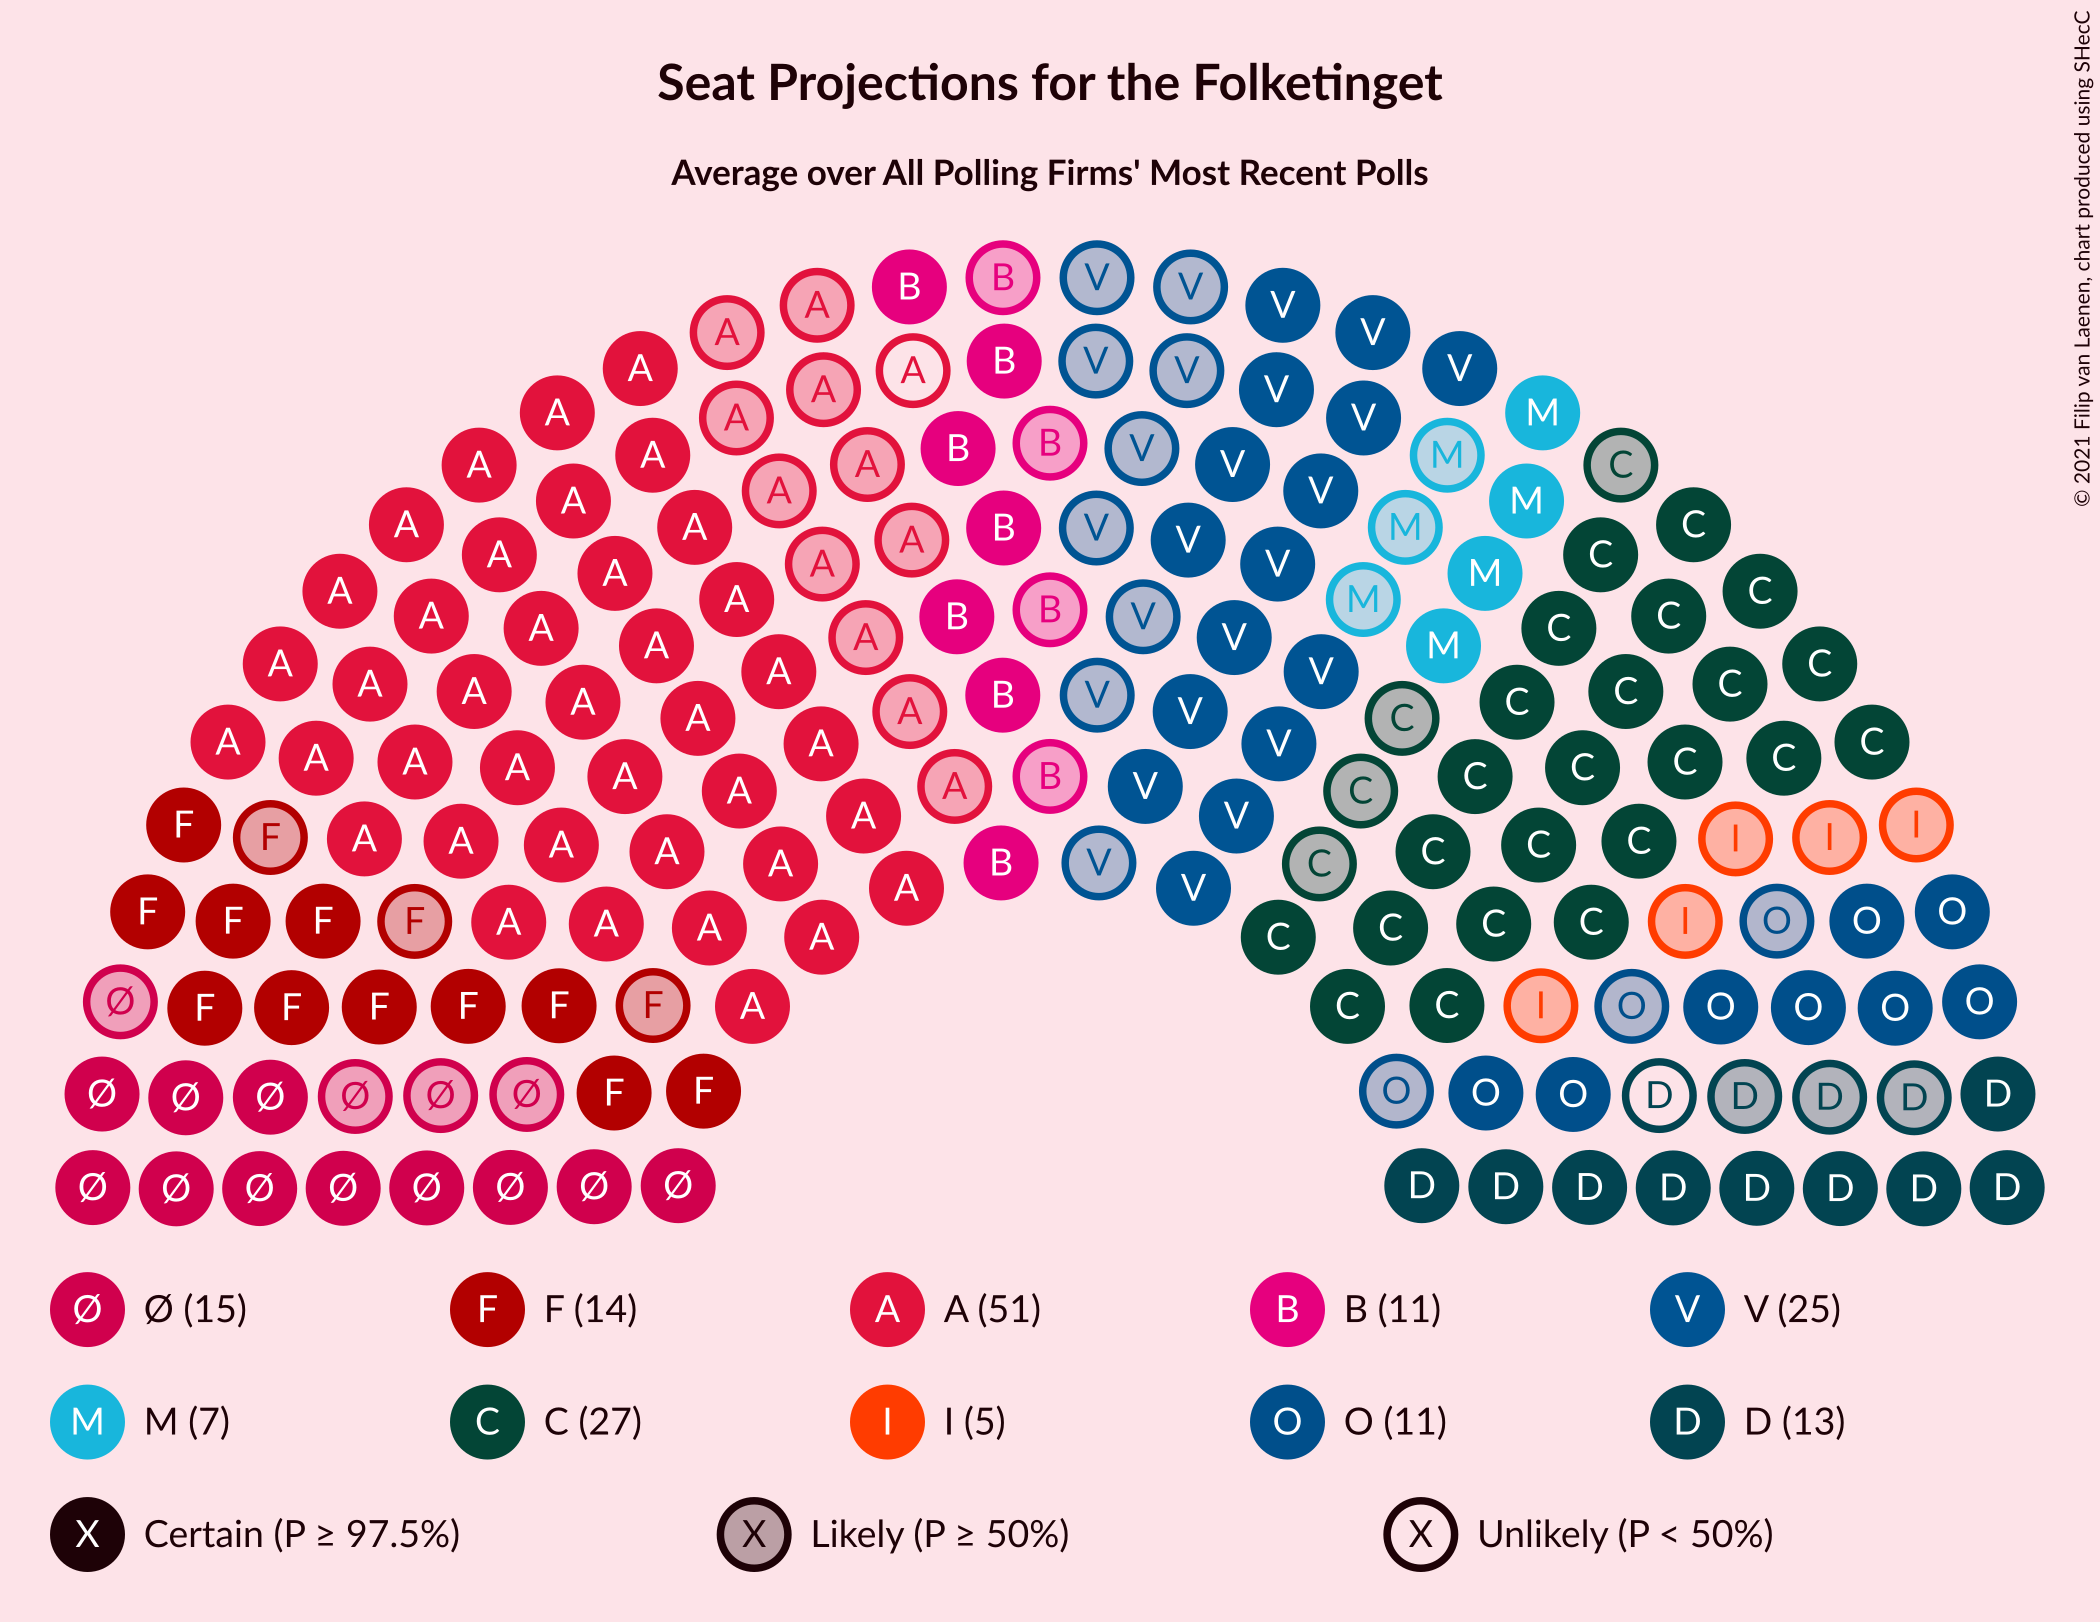 Seat Projections for the Folketinget
Average over All Polling Firms' Most Recent Polls
© 2021 Filip van Laenen, chart produced using SHecC
B B V V
A V
A V
A A B V V V
A V
A A V M
A B B V M
A A V C
A A V M
A A B V M C
A V
A A V C
A M
A A M C
A B B V C
A A V C
A M
A A V C
A A B V C C
A A V C
A C
A A V C
A A A C C C
A A B V C
A C
F A V I
F A A A A C C C I I
A B V C
A V
F F F F A A A A C C C C I O O O
Ø F F F F F F A C C I O O O O O
Ø Ø Ø Ø Ø Ø F F O O O D D D D D
Ø Ø Ø Ø Ø Ø Ø Ø D D D D D D D D
Ø Ø (15) F F (14) A A (51) B B (11) V V (25)
M M (7) C C (27) I I (5) O O (11) D D (13)
X Certain (P ≥ 97.5%) X Likely (P ≥ 50%) X Unlikely (P < 50%)